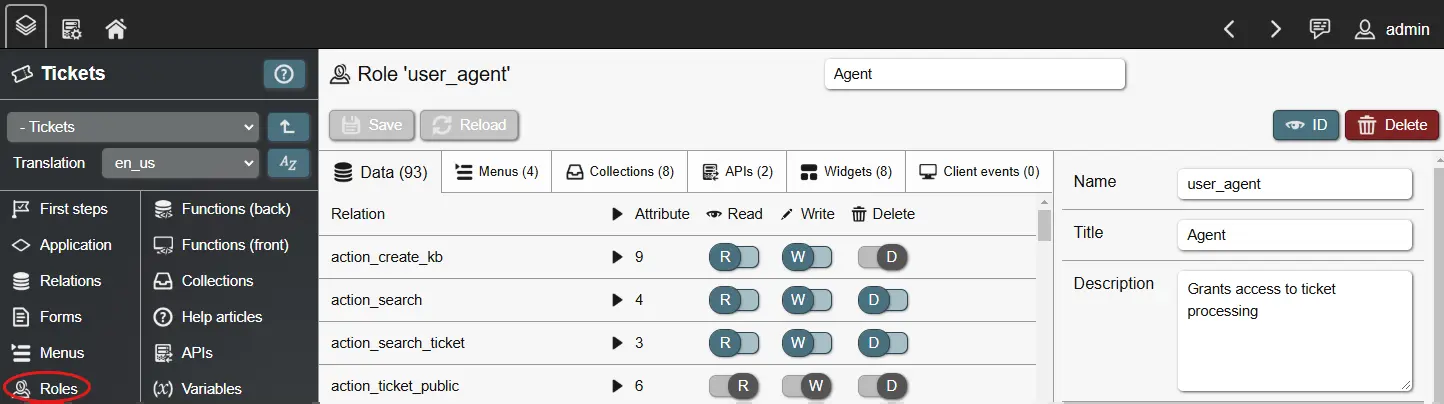 admin
Tickets
Role 'user_agent'
Agent
- Tickets
Save
Reload
ID
Delete
Translation
en_us
AZ
Data (93)
Menus (4)
Collections (8)
APIs (2)
Widgets (8)
Client events (0)
First steps
Functions (back)
Application
Functions (front)
Relations
Collections
Forms
Help articles
Menus
APIs
Roles
(x) Variables
Relation Attribute Read Write Delete
action_create_kb 9 R W D
action_search 4 R W D
action_search_ticket 3 R W D
action_ticket_public 6 R W D
Name user_agent
Title Agent
Description Grants access to ticket
processing